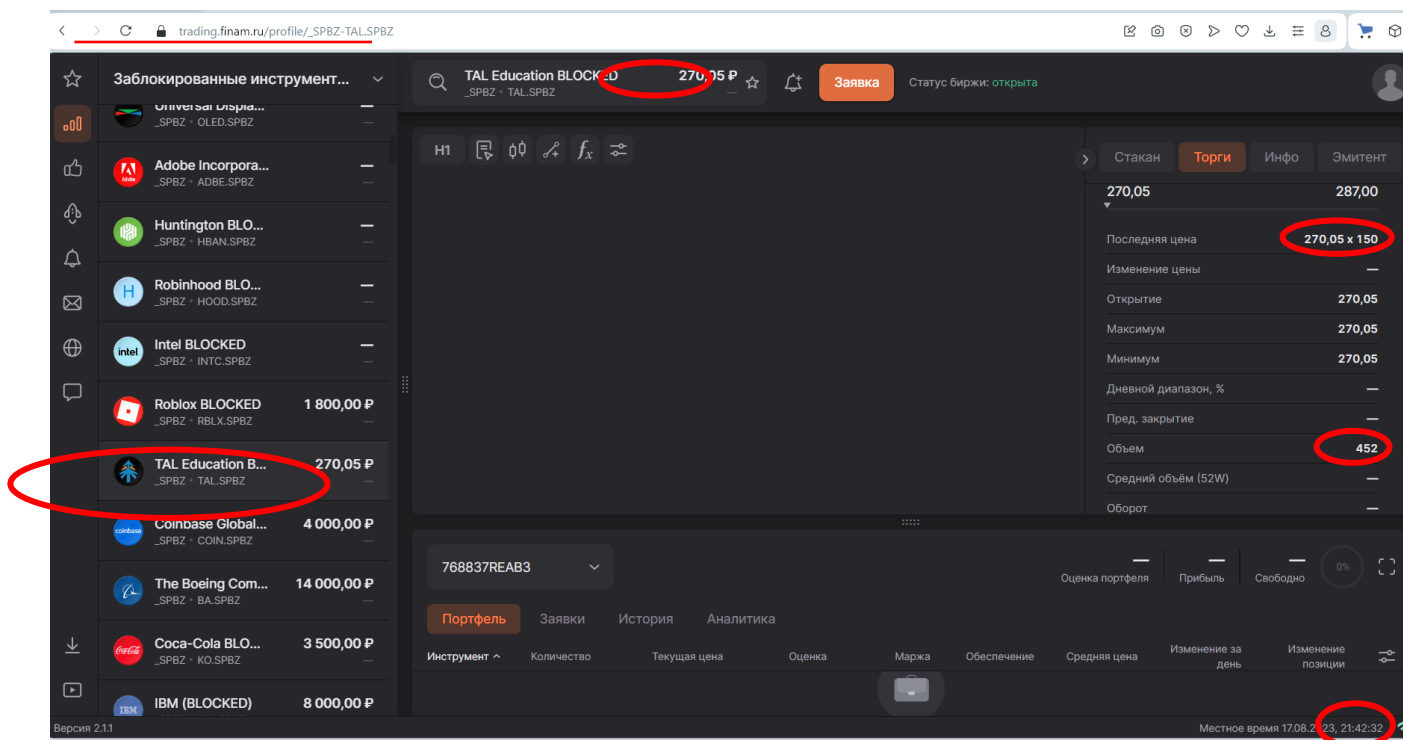 trading.finam.ru/profile/_SPBZ-TAL.SPBZ
Заблокированные инструмент...
Universal Displa...
—
_SPBZ • OLED.SPBZ
—
Adobe
Adobe Incorpora...
—
_SPBZ • ADBE.SPBZ
—
Huntington BLO...
—
_SPBZ • HBAN.SPBZ
—
H
Robinhood BLO...
—
_SPBZ • HOOD.SPBZ
—
intel
Intel BLOCKED
—
_SPBZ • INTC.SPBZ
—
Roblox BLOCKED
1 800,00 ₽
_SPBZ • RBLX.SPBZ
—
TAL Education B...
270,05 ₽
_SPBZ • TAL.SPBZ
—
coinbase
Coinbase Global...
4 000,00 ₽
_SPBZ • COIN.SPBZ
—
The Boeing Com...
14 000,00 ₽
_SPBZ • BA.SPBZ
—
Coca-Cola
Coca-Cola BLO...
3 500,00 ₽
_SPBZ • KO.SPBZ
—
IBM
IBM (BLOCKED)
8 000,00 ₽
TAL Education BLOCKED
270,05 ₽
_SPBZ • TAL.SPBZ
—
Заявка
Статус биржи: открыта
H1
fx
Стакан
Торги
Инфо
Эмитент
270,05
287,00
Последняя цена
270,05 x 150
Изменение цены
—
Открытие
270,05
Максимум
270,05
Минимум
270,05
Дневной диапазон, %
—
Пред. закрытие
—
Объем
452
Средний объём (52W)
—
Оборот
—
768837REAB3
—
Оценка портфеля
—
Прибыль
—
Свободно
0%
Портфель
Заявки
История
Аналитика
Инструмент
Количество
Текущая цена
Оценка
Маржа
Обеспечение
Средняя цена
Изменение за
день
Изменение
позиции
Версия 2.1.1
Местное время 17.08.2023, 21:42:32